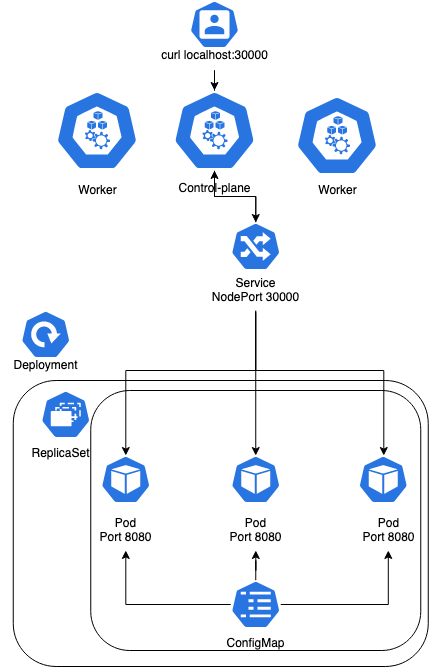 curl localhost:30000
Worker
Control-plane
Worker
Service
NodePort 30000
Deployment
ReplicaSet
Pod
Port 8080
Pod
Port 8080
Pod
Port 8080
ConfigMap